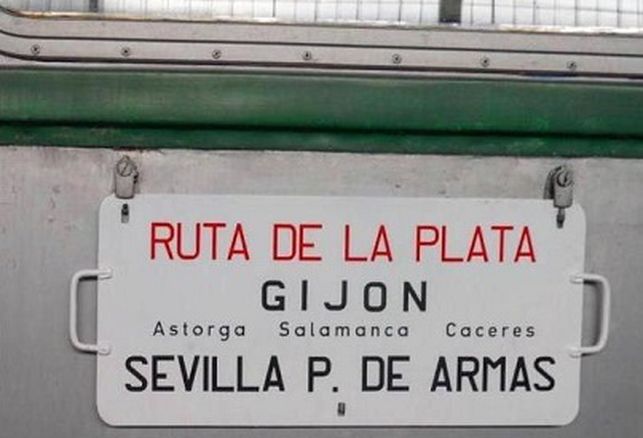 RUTA DE LA PLATA
GIJON
Astorga Salamanca Caceres
SEVILLA P. DE ARMAS